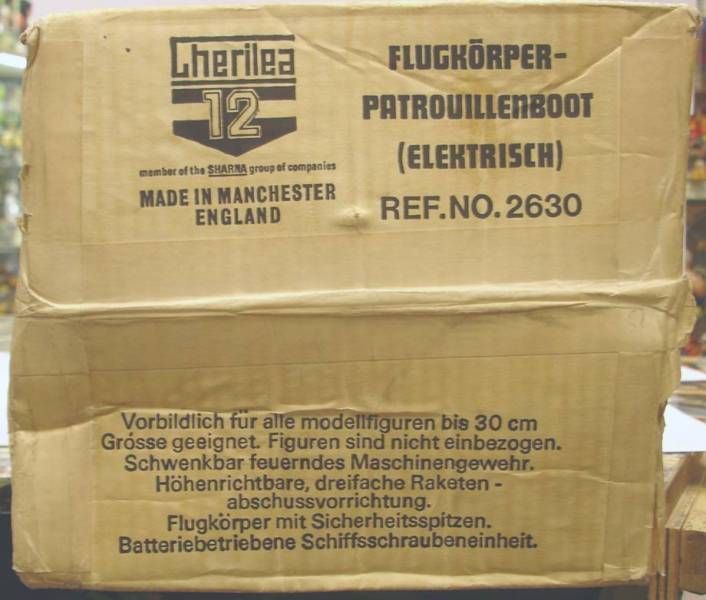 Cherilea
12
member of the SHARNA group of companies
MADE IN MANCHESTER
ENGLAND
FLUGKÖRPER-
PATROUILLENBOOT
(ELEKTRISCH)
REF.NO. 2630
Vorbildlich für alle modellfiguren bis 30 cm
Grósse geeignet. Figuren sind nicht einbezogen.
Schwenkbar feuerndes Maschinengewehr.
Höhenrichtbare, dreifache Raketen -
abschussvorrichtung.
Flugkörper mit Sicherheitsspitzen.
Batteriebetriebene Schiffsschraubeneinheit.